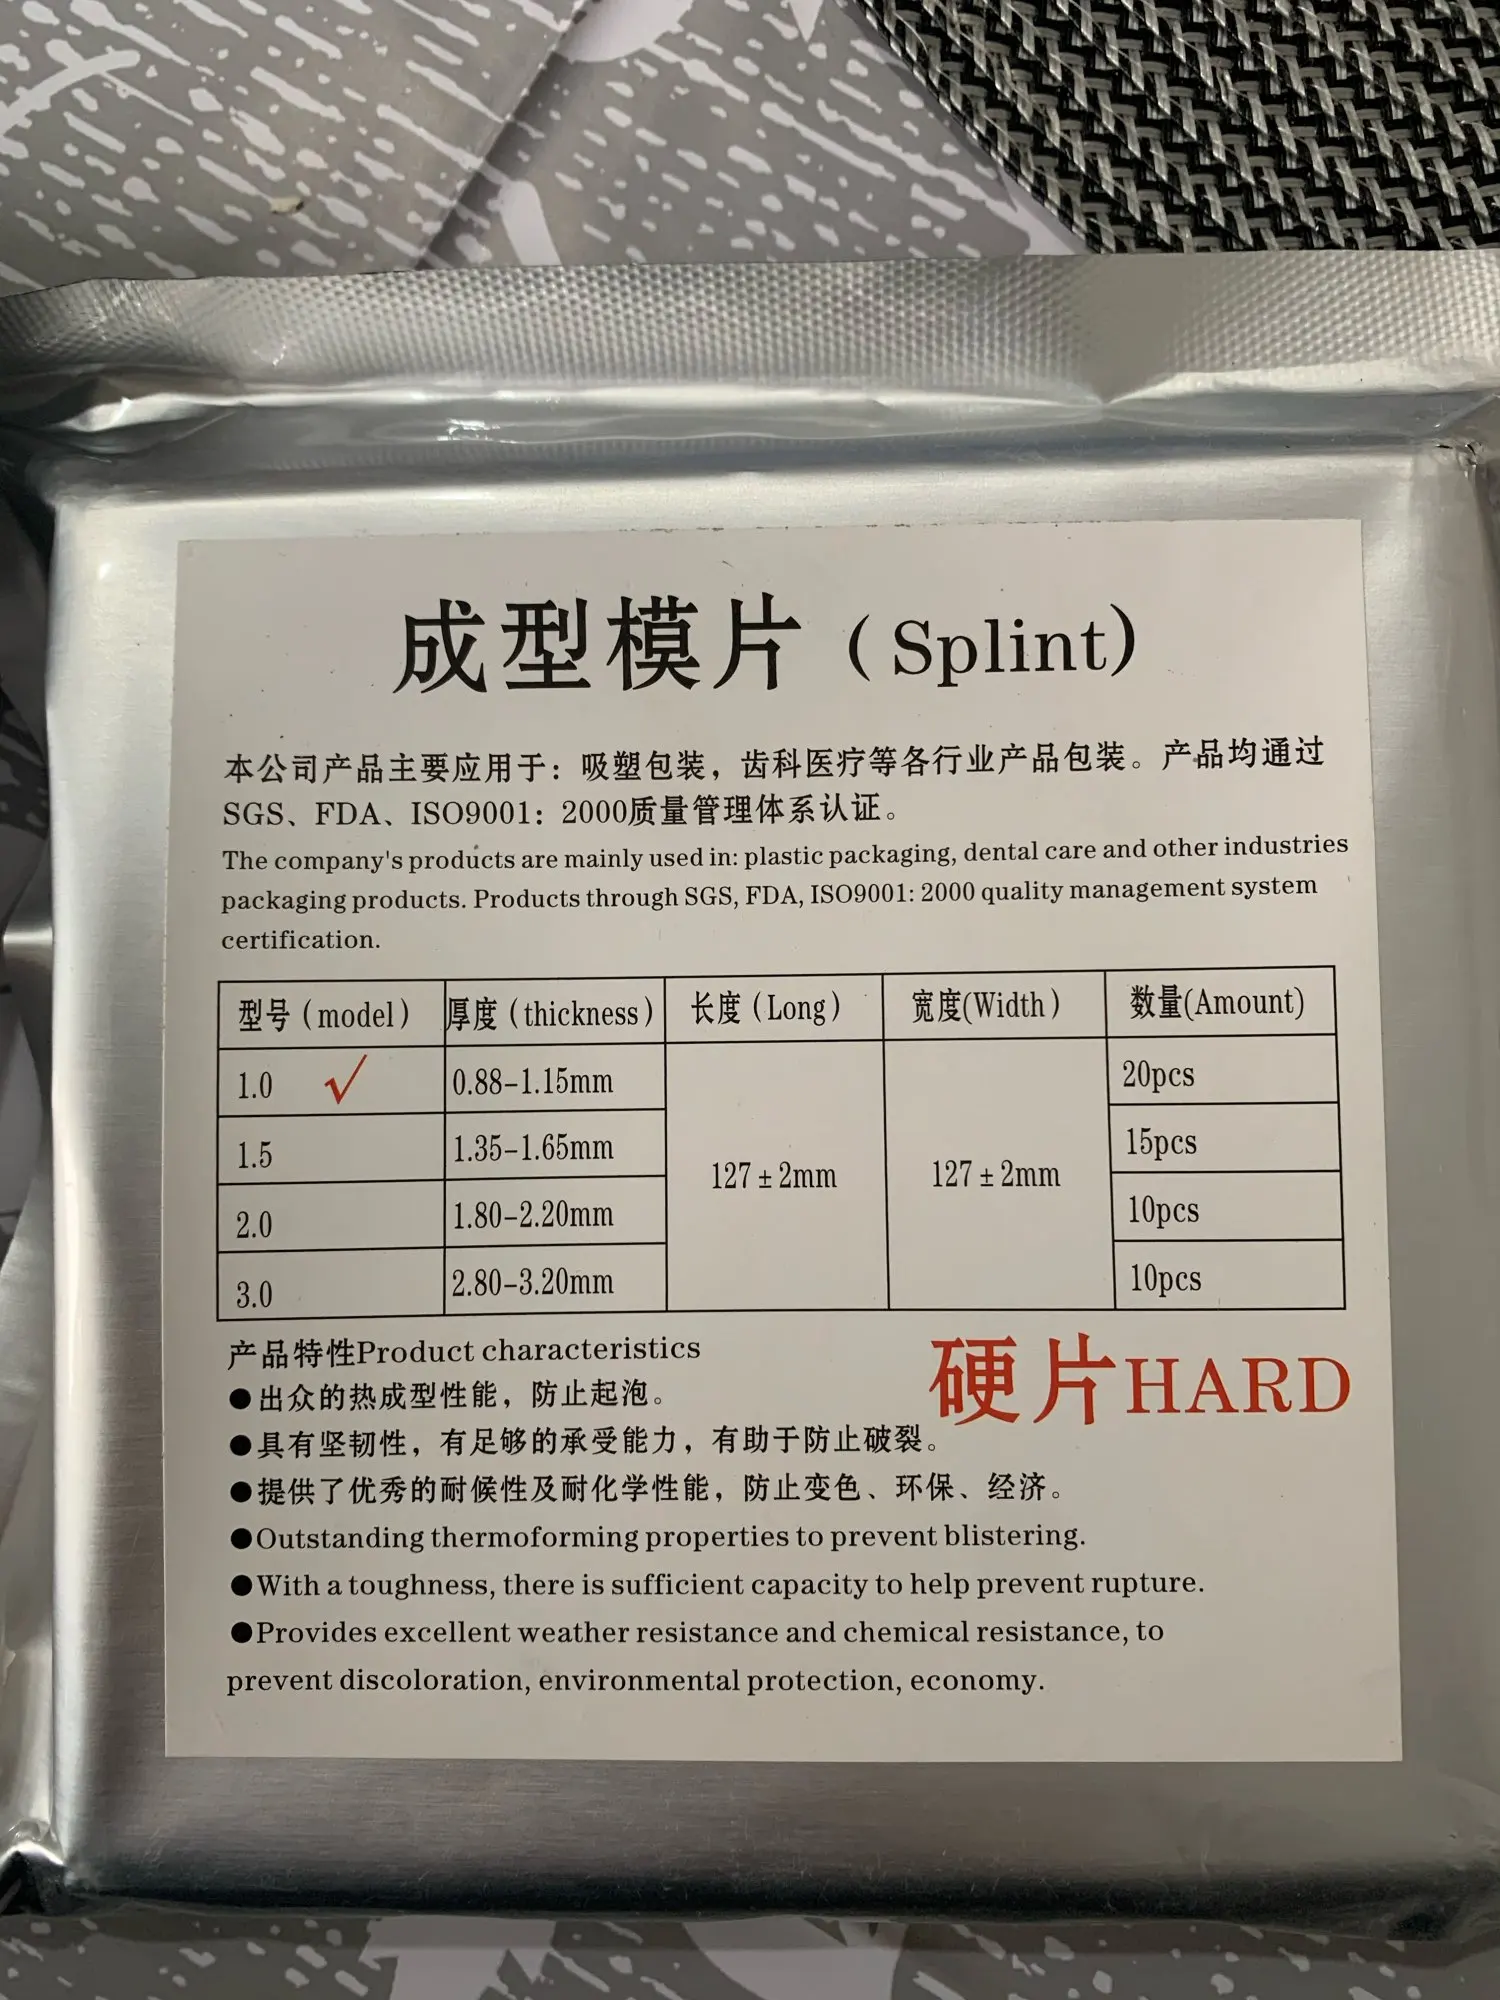 成型模片（Splint）
本公司产品主要应用于：吸塑包装，齿科医疗等各行业产品包装。产品均通过
SGS、FDA、ISO9001：2000质量管理体系认证。
The company's products are mainly used in: plastic packaging, dental care and other industries
packaging products. Products through SGS, FDA, ISO9001: 2000 quality management system
certification.
型号（model） 厚度（thickness） 长度（Long） 宽度(Width） 数量(Amount)
1.0 √ 0.88-1.15mm 20pcs
1.5 1.35-1.65mm 15pcs
127±2mm 127±2mm
2.0 1.80-2.20mm 10pcs
3.0 2.80-3.20mm 10pcs
产品特性Product characteristics
硬片HARD
●出众的热成型性能，防止起泡。
●具有坚韧性，有足够的承受能力，有助于防止破裂。
●提供了优秀的耐候性及耐化学性能，防止变色、环保、经济。
●Outstanding thermoforming properties to prevent blistering.
●With a toughness, there is sufficient capacity to help prevent rupture.
●Provides excellent weather resistance and chemical resistance, to
prevent discoloration, environmental protection, economy.